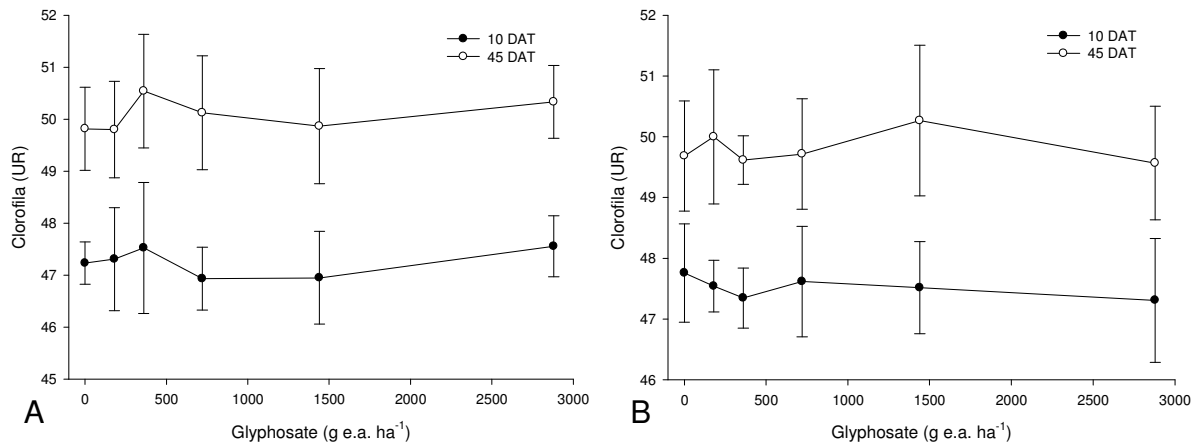 52
51
50
49
48
47
46
45
Clorofila (UR)
10 DAT
45 DAT
0 500 1000 1500 2000 2500 3000
Glyphosate (g e.a. ha⁻¹)
A
52
51
50
49
48
47
46
Clorofila (UR)
10 DAT
45 DAT
0 500 1000 1500 2000 2500 3000
Glyphosate (g e.a. ha⁻¹)
B